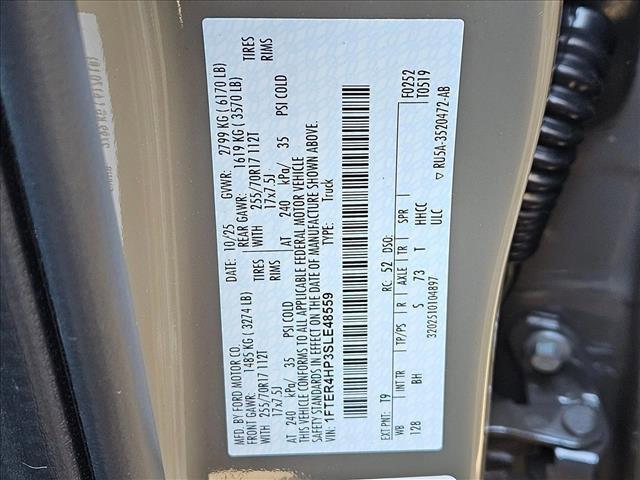 MFD. BY FORD MOTOR CO. DATE: 10/25 GVWR: 2799 KG ( 6170 LB)
FRONT GAWR: 1485 KG ( 3274 LB) REAR GAWR: 1619 KG ( 3570 LB)
WITH TIRES WITH TIRES
255/70R17 112T 255/70R17 112T
17x7.5J RIMS 17x7.5J RIMS
AT 240 kPa/ 35 PSI COLD AT 240 kPa/ 35 PSI COLD
THIS VEHICLE CONFORMS TO ALL APPLICABLE FEDERAL MOTOR VEHICLE
SAFETY STANDARDS IN EFFECT ON THE DATE OF MANUFACTURE SHOWN ABOVE.
VIN: 1FTER4HP3SLE48559 TYPE: Truck
F0252
T0519
EXT PNT: T9 RC: 52 DSO:
WB INT TR TP/PS R AXLE TR SPR
128 BH S 73 T HHCC
ULC
3202510104897 ▽ RU5A-3520472-AB